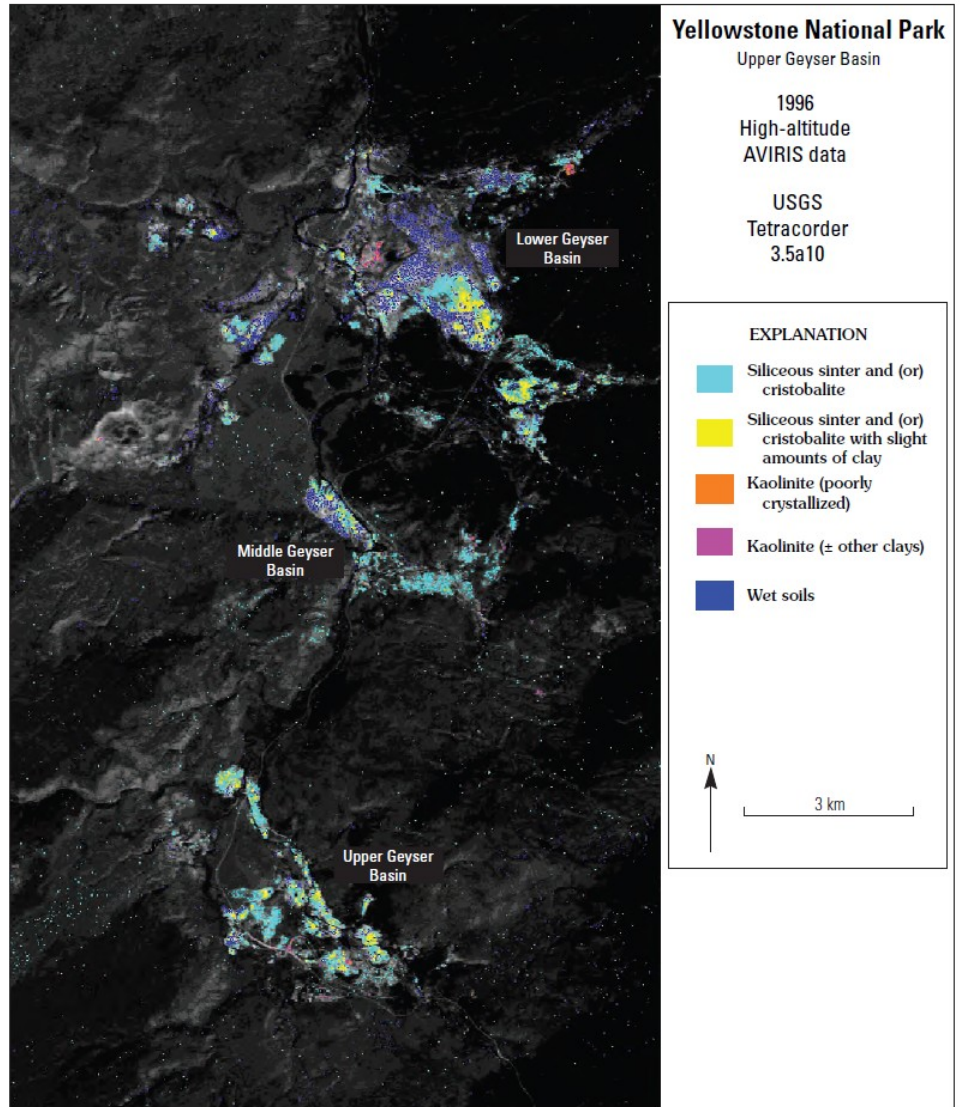 Yellowstone National Park
Upper Geyser Basin
1996
High-altitude
AVIRIS data
USGS
Tetracorder
3.5a10
Lower Geyser
Basin
Middle Geyser
Basin
Upper Geyser
Basin
EXPLANATION
Siliceous sinter and (or)
cristobalite
Siliceous sinter and (or)
cristobalite with slight
amounts of clay
Kaolinite (poorly
crystallized)
Kaolinite (± other clays)
Wet soils
N
3 km